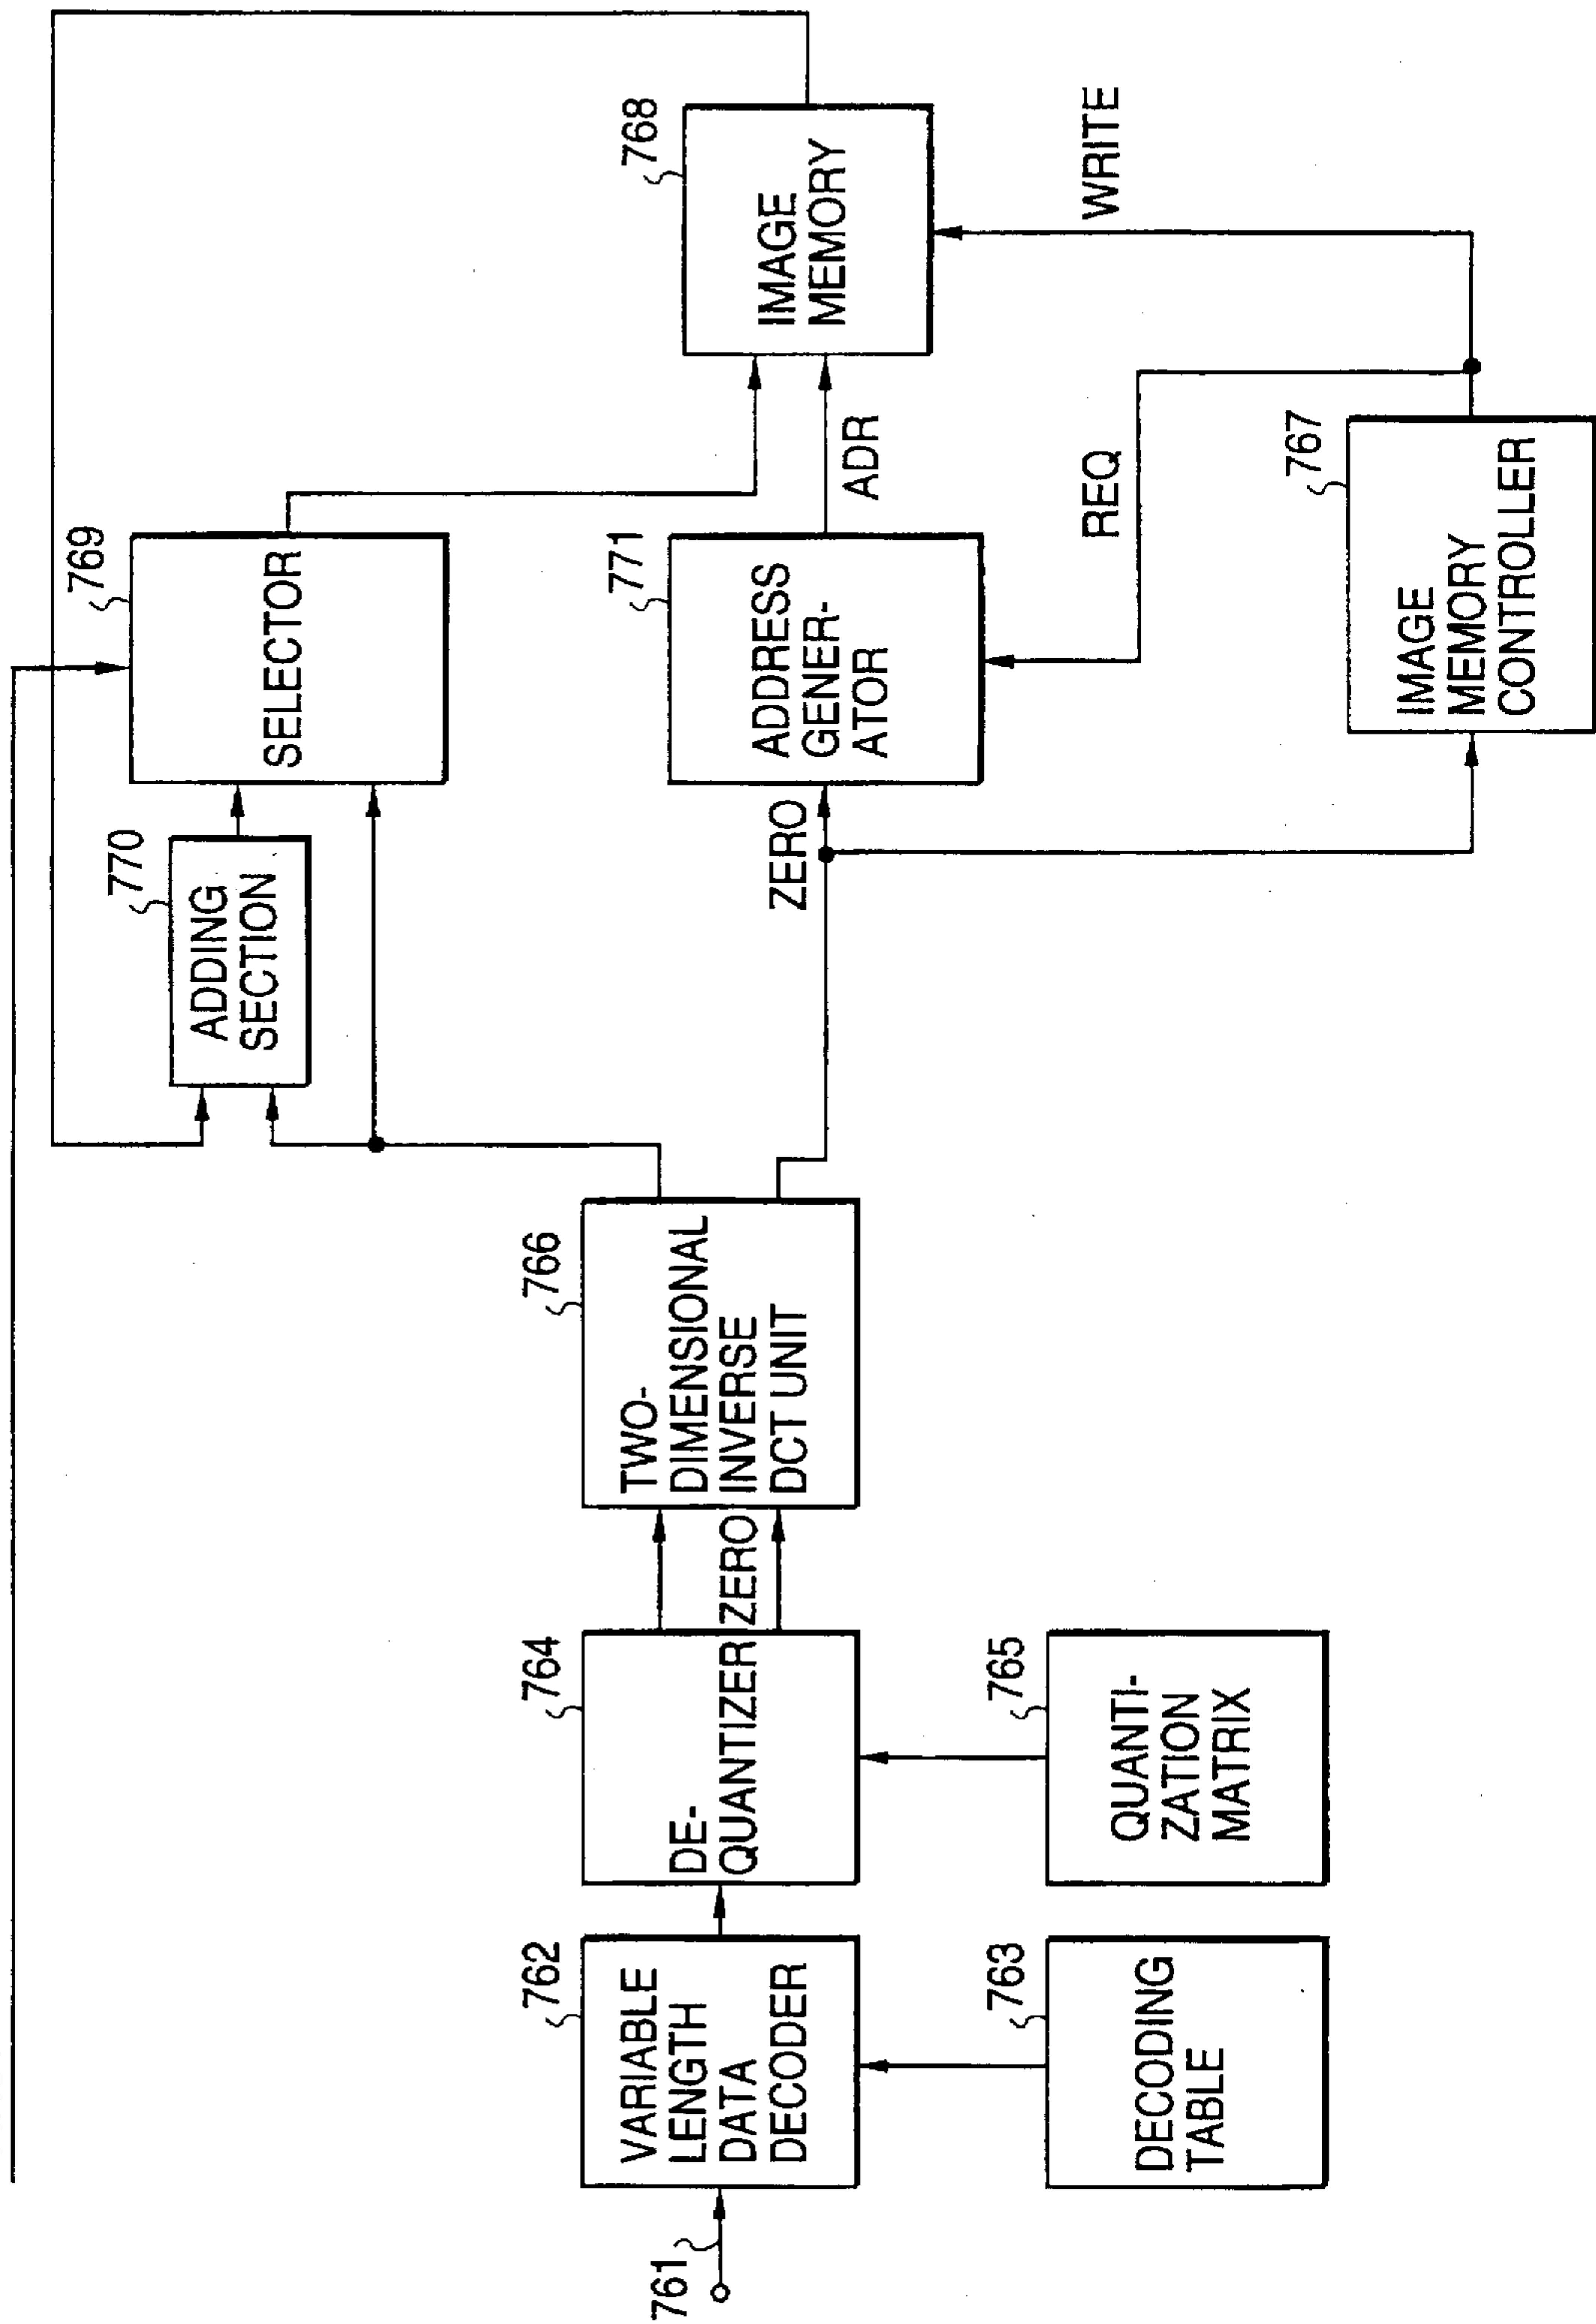 761
762
VARIABLE
LENGTH
DATA
DECODER
763
DECODING
TABLE
764
DE-
QUANTIZER
765
QUANTI-
ZATION
MATRIX
ZERO
766
TWO-
DIMENSIONAL
INVERSE
DCT UNIT
770
ADDING
SECTION
769
SELECTOR
ZERO
771
ADDRESS
GENER-
ATOR
ADR
REQ
767
IMAGE
MEMORY
CONTROLLER
768
IMAGE
MEMORY
WRITE